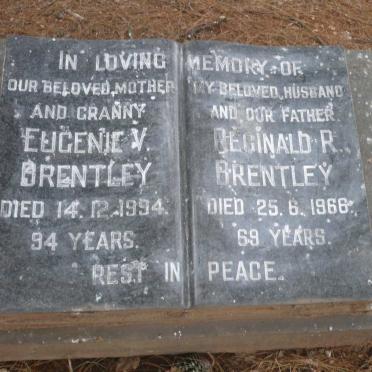 IN LOVING MEMORY OF
OUR BELOVED MOTHER
AND GRANNY
EUGENIE V.
BRENTLEY
DIED 14.12.1994
94 YEARS.
MY BELOVED HUSBAND
AND OUR FATHER
REGINALD R.
BRENTLEY
DIED 25.6.1966
69 YEARS.
REST IN PEACE.